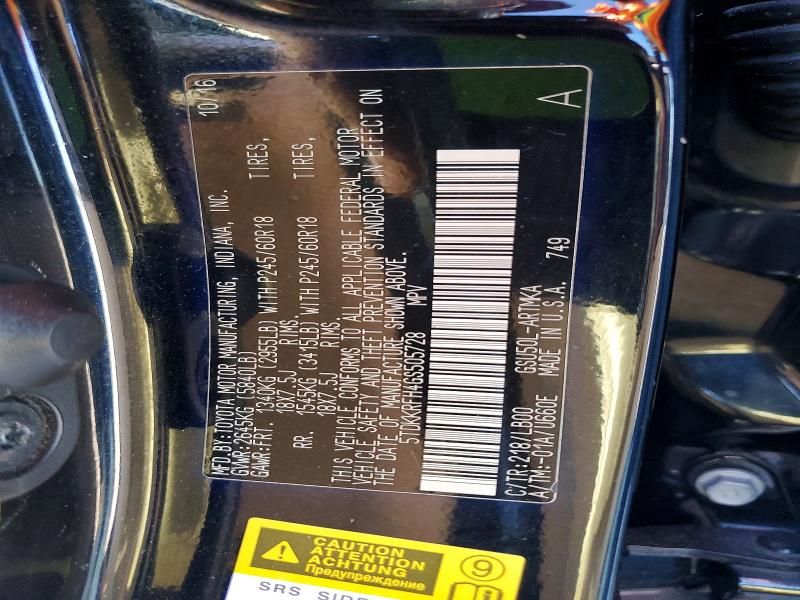 MFD.BY:TOYOTA MOTOR MANUFACTURING, INDIANA, INC. 10/16
GVWR:2645KG (5840LB)
GAWR:FRT. 1340KG (2955LB) WITH P245/60R18 TIRES,
18X7.5J RIMS
RR. 1545KG (3415LB) WITH P245/60R18 TIRES,
18X7.5J RIMS
THIS VEHICLE CONFORMS TO ALL APPLICABLE FEDERAL MOTOR
VEHICLE SAFETY AND THEFT PREVENTION STANDARDS IN EFFECT ON
THE DATE OF MANUFACTURE SHOWN ABOVE.
5TDKKRFH4GS505728 MPV
C/TR:218/LB00 GSU50L-ARTMKA
A/TM:-01A/U660E MADE IN U.S.A. 749 A
CAUTION
ATTENTION
ACHTUNG
Предупреждение
9